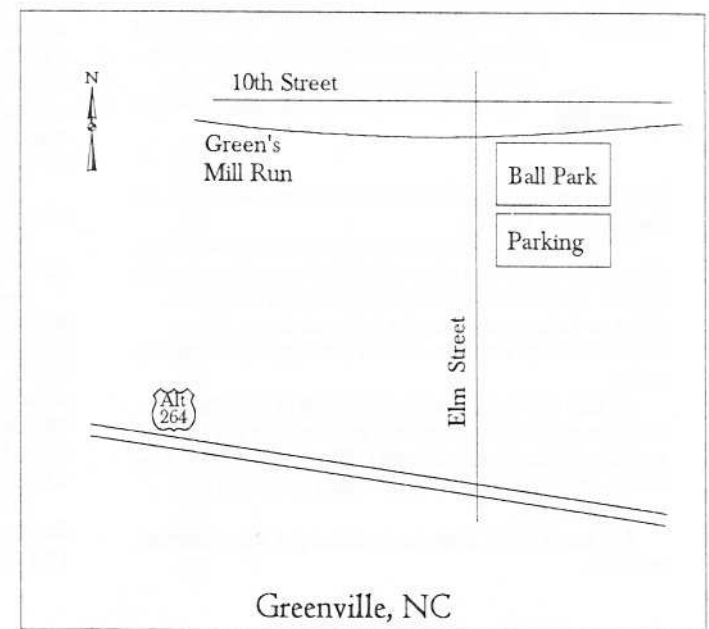 N
10th Street
Green's
Mill Run
Ball Park
Parking
Elm Street
Alt
264
Greenville, NC